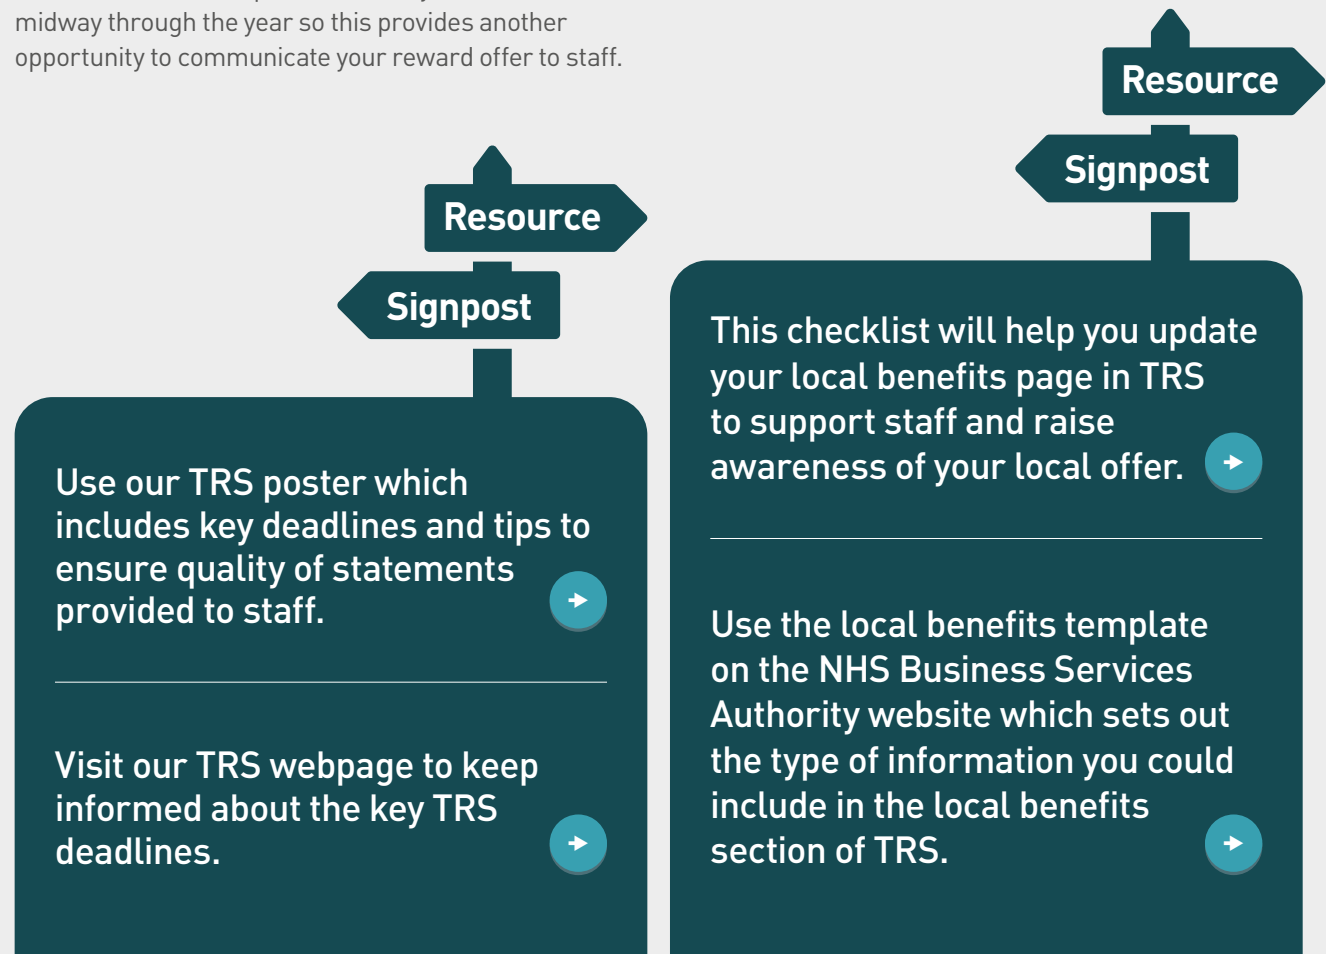 midway through the year so this provides another
opportunity to communicate your reward offer to staff.
Resource
Signpost
Use our TRS poster which
includes key deadlines and tips to
ensure quality of statements
provided to staff.
Visit our TRS webpage to keep
informed about the key TRS
deadlines.
Resource
Signpost
This checklist will help you update
your local benefits page in TRS
to support staff and raise
awareness of your local offer.
Use the local benefits template
on the NHS Business Services
Authority website which sets out
the type of information you could
include in the local benefits
section of TRS.